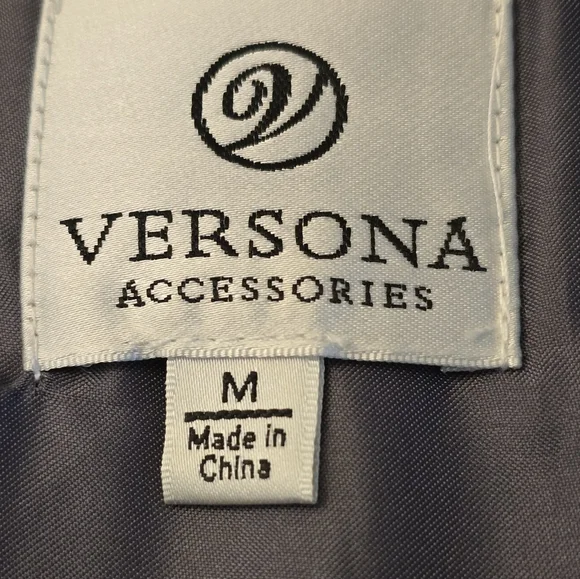 V
VERSONA
ACCESSORIES
M
Made in
China